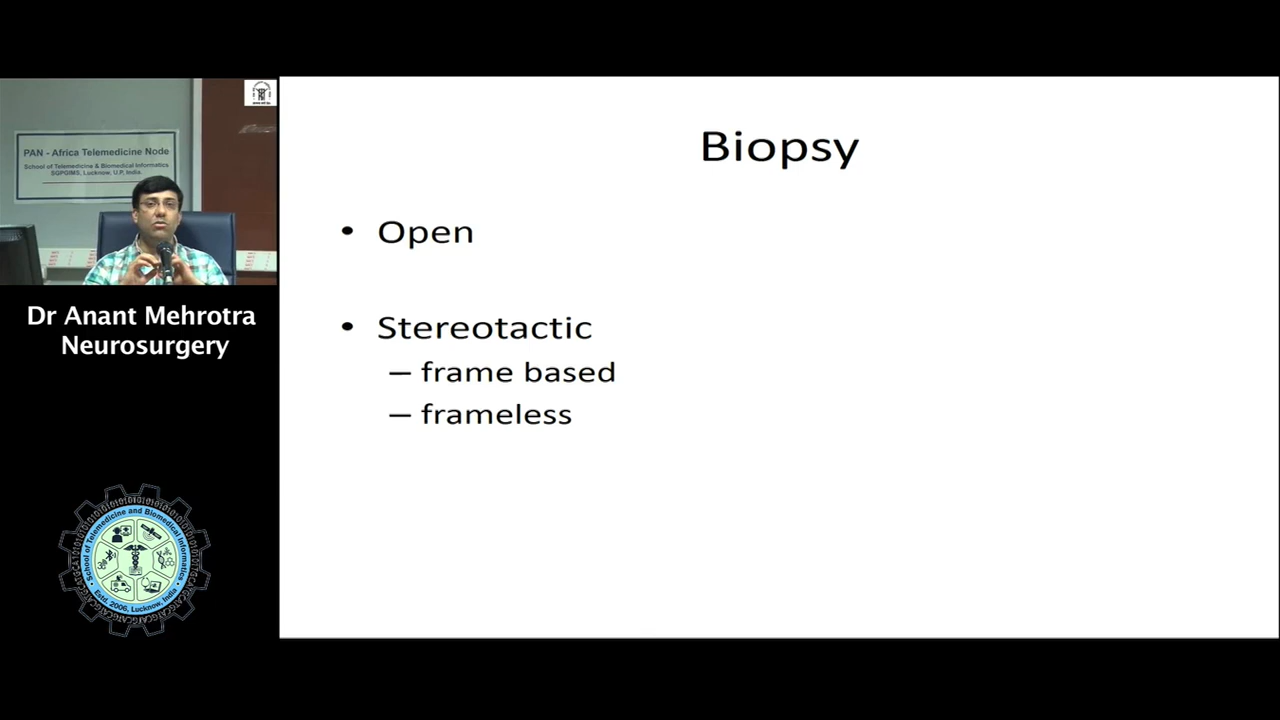 PAN - Africa Telemedicine Node
School of Telemedicine & Biomedical Informatics
SGPGIMS, Lucknow, U.P. India.
Dr Anant Mehrotra
Neurosurgery
School of Telemedicine and Biomedical Informatics
Estd. 2006, Lucknow, India
Biopsy
• Open
• Stereotactic
– frame based
– frameless